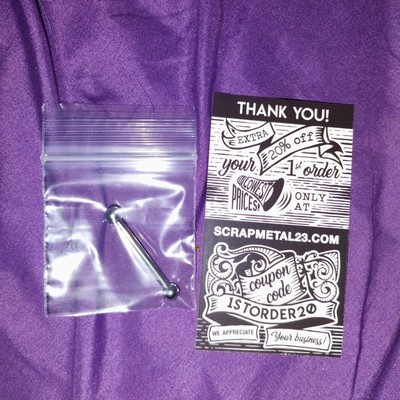 THANK YOU!
EXTRA
20% off
your 1st order
LOWEST
PRICES! ONLY
AT
SCRAPMETAL23.COM
coupon
code
1STORDER20
WE APPRECIATE Your business!